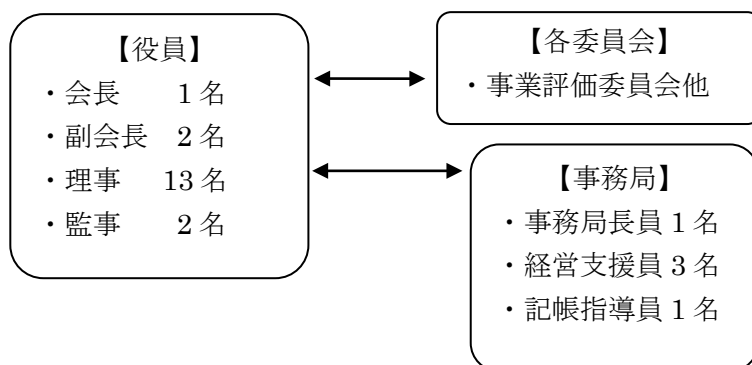 【役員】
・会長 1名
・副会長 2名
・理事 13名
・監事 2名
【各委員会】
・事業評価委員会他
【事務局】
・事務局長員1名
・経営支援員3名
・記帳指導員1名